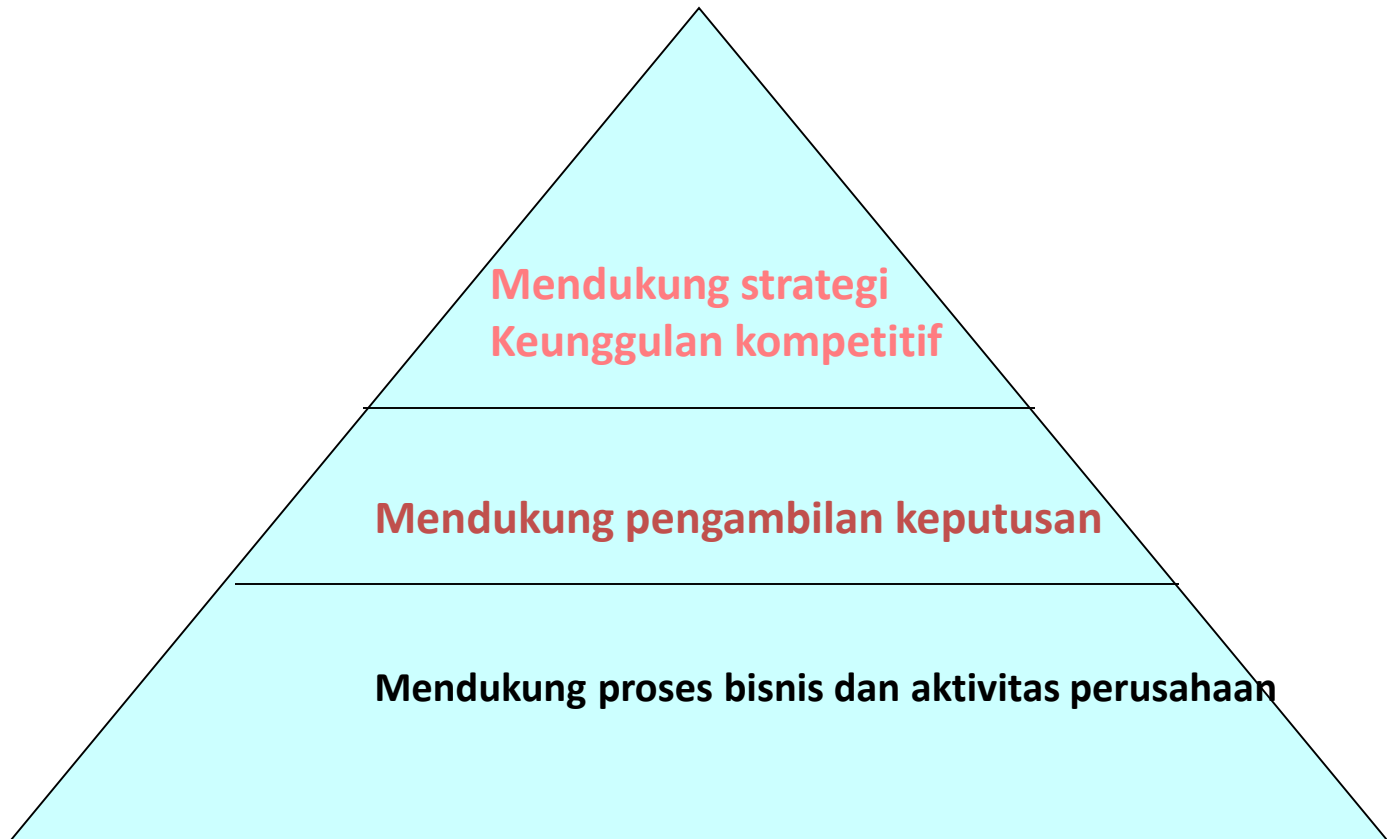 Mendukung strategi
Keunggulan kompetitif
Mendukung pengambilan keputusan
Mendukung proses bisnis dan aktivitas perusahaan